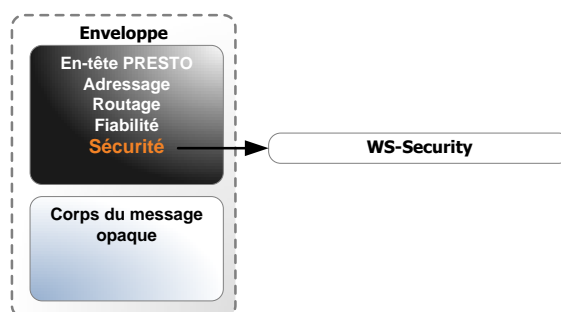 Enveloppe
En-tête PRESTO
Adressage
Routage
Fiabilité
Sécurité
WS-Security
Corps du message
opaque